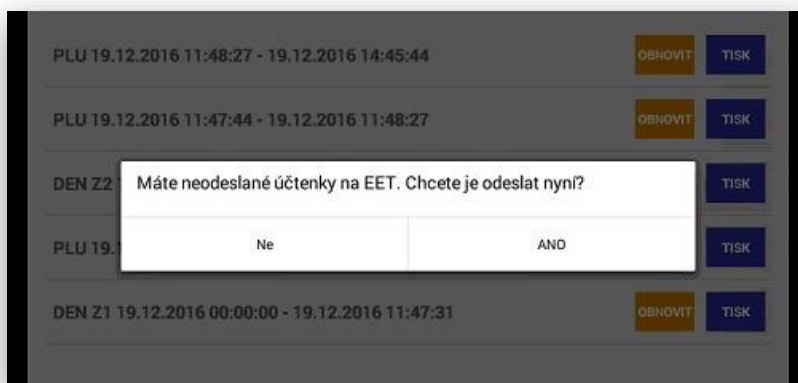 PLU 19.12.2016 11:48:27 - 19.12.2016 14:45:44 OBNOVIT TISK
PLU 19.12.2016 11:47:44 - 19.12.2016 11:48:27 OBNOVIT TISK
DEN Z2 TISK
Máte neodeslané účtenky na EET. Chcete je odeslat nyní?
Ne ANO
PLU 19. TISK
DEN Z1 19.12.2016 00:00:00 - 19.12.2016 11:47:31 OBNOVIT TISK